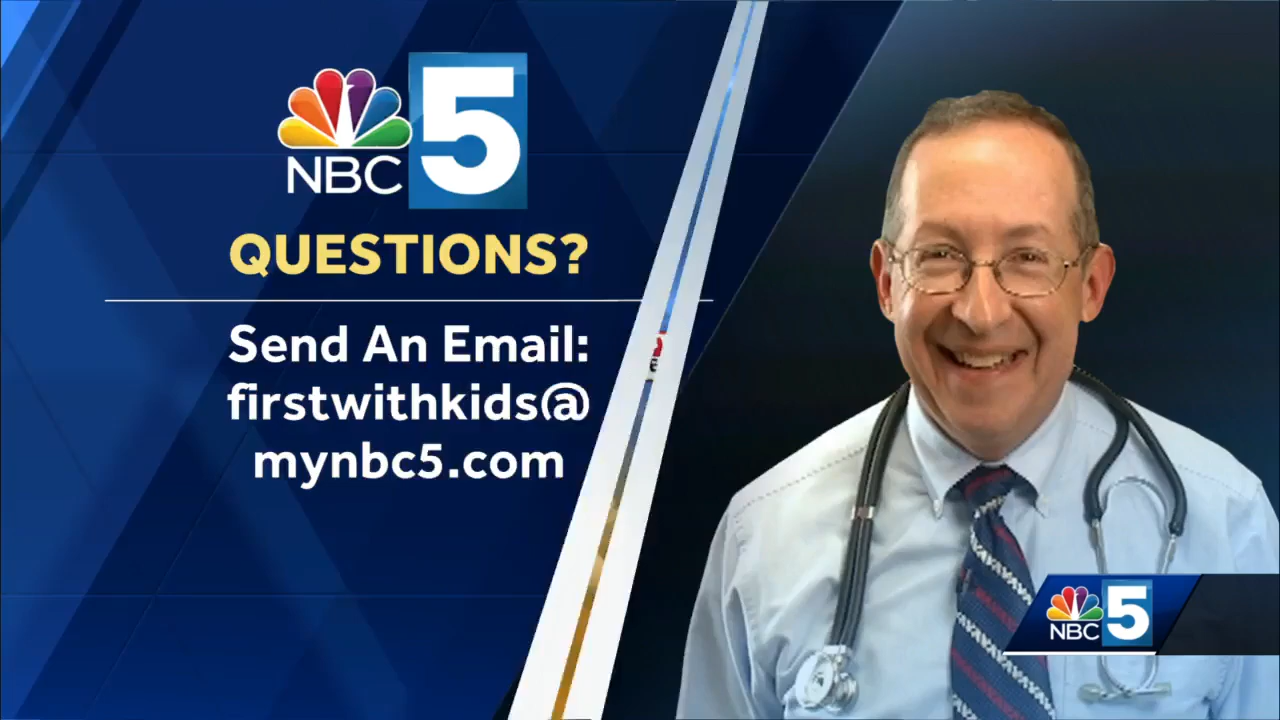 NBC 5
QUESTIONS?
Send An Email:
firstwithkids@
mynbc5.com
NBC 5